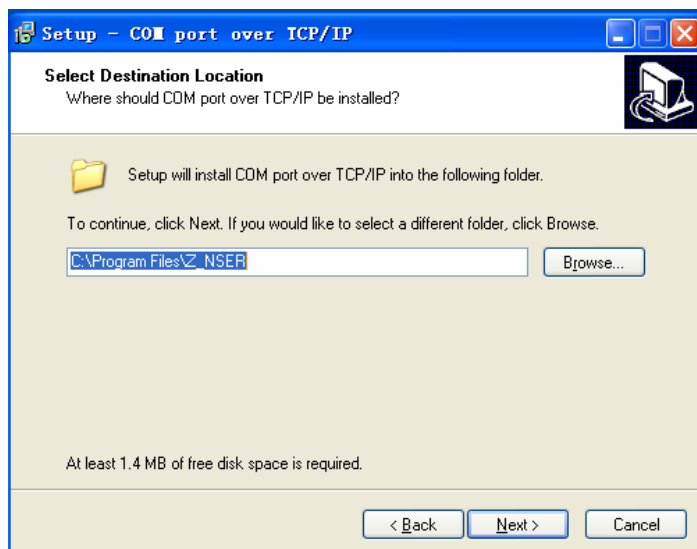 Setup - COM port over TCP/IP
Select Destination Location
Where should COM port over TCP/IP be installed?
Setup will install COM port over TCP/IP into the following folder.
To continue, click Next. If you would like to select a different folder, click Browse.
C:\Program Files\Z_NSER
Browse...
At least 1.4 MB of free disk space is required.
< Back
Next >
Cancel